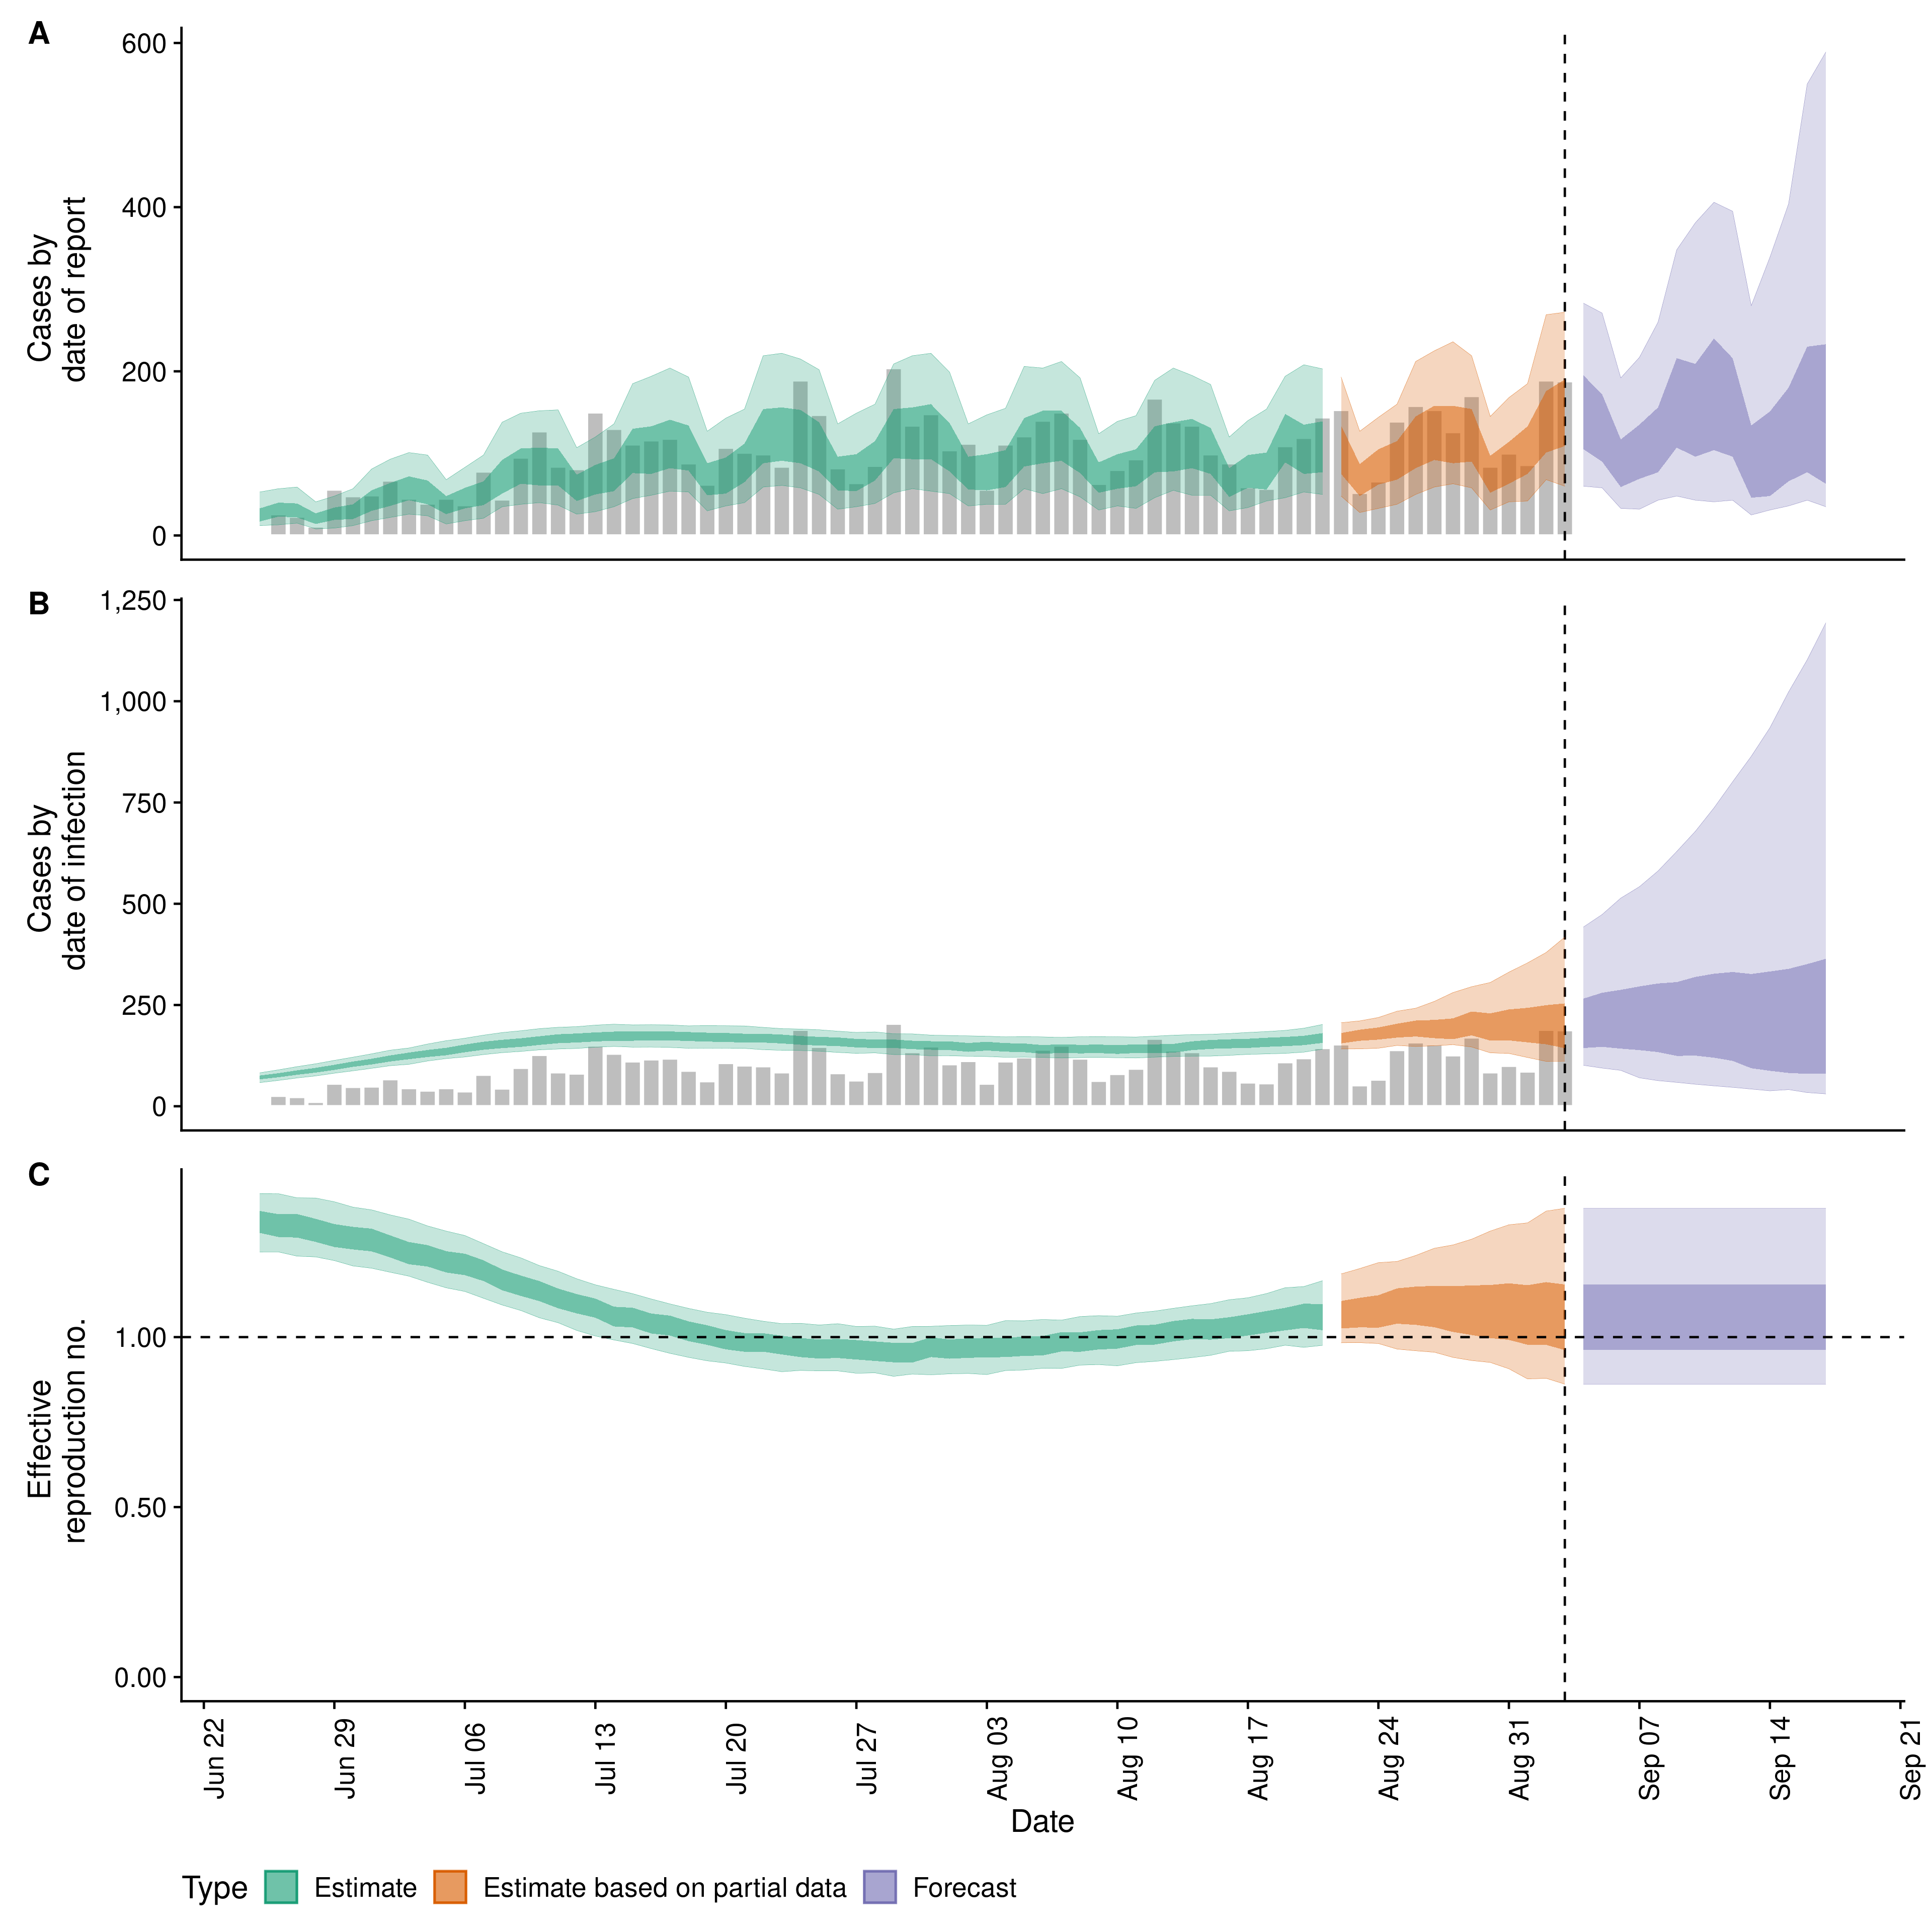 A
600
400
200
0
Cases by
date of report
B
1,250
1,000
750
500
250
0
Cases by
date of infection
C
1.00
0.50
0.00
Effective
reproduction no.
Jun 22
Jun 29
Jul 06
Jul 13
Jul 20
Jul 27
Aug 03
Aug 10
Aug 17
Aug 24
Aug 31
Sep 07
Sep 14
Sep 21
Date
Type Estimate Estimate based on partial data Forecast